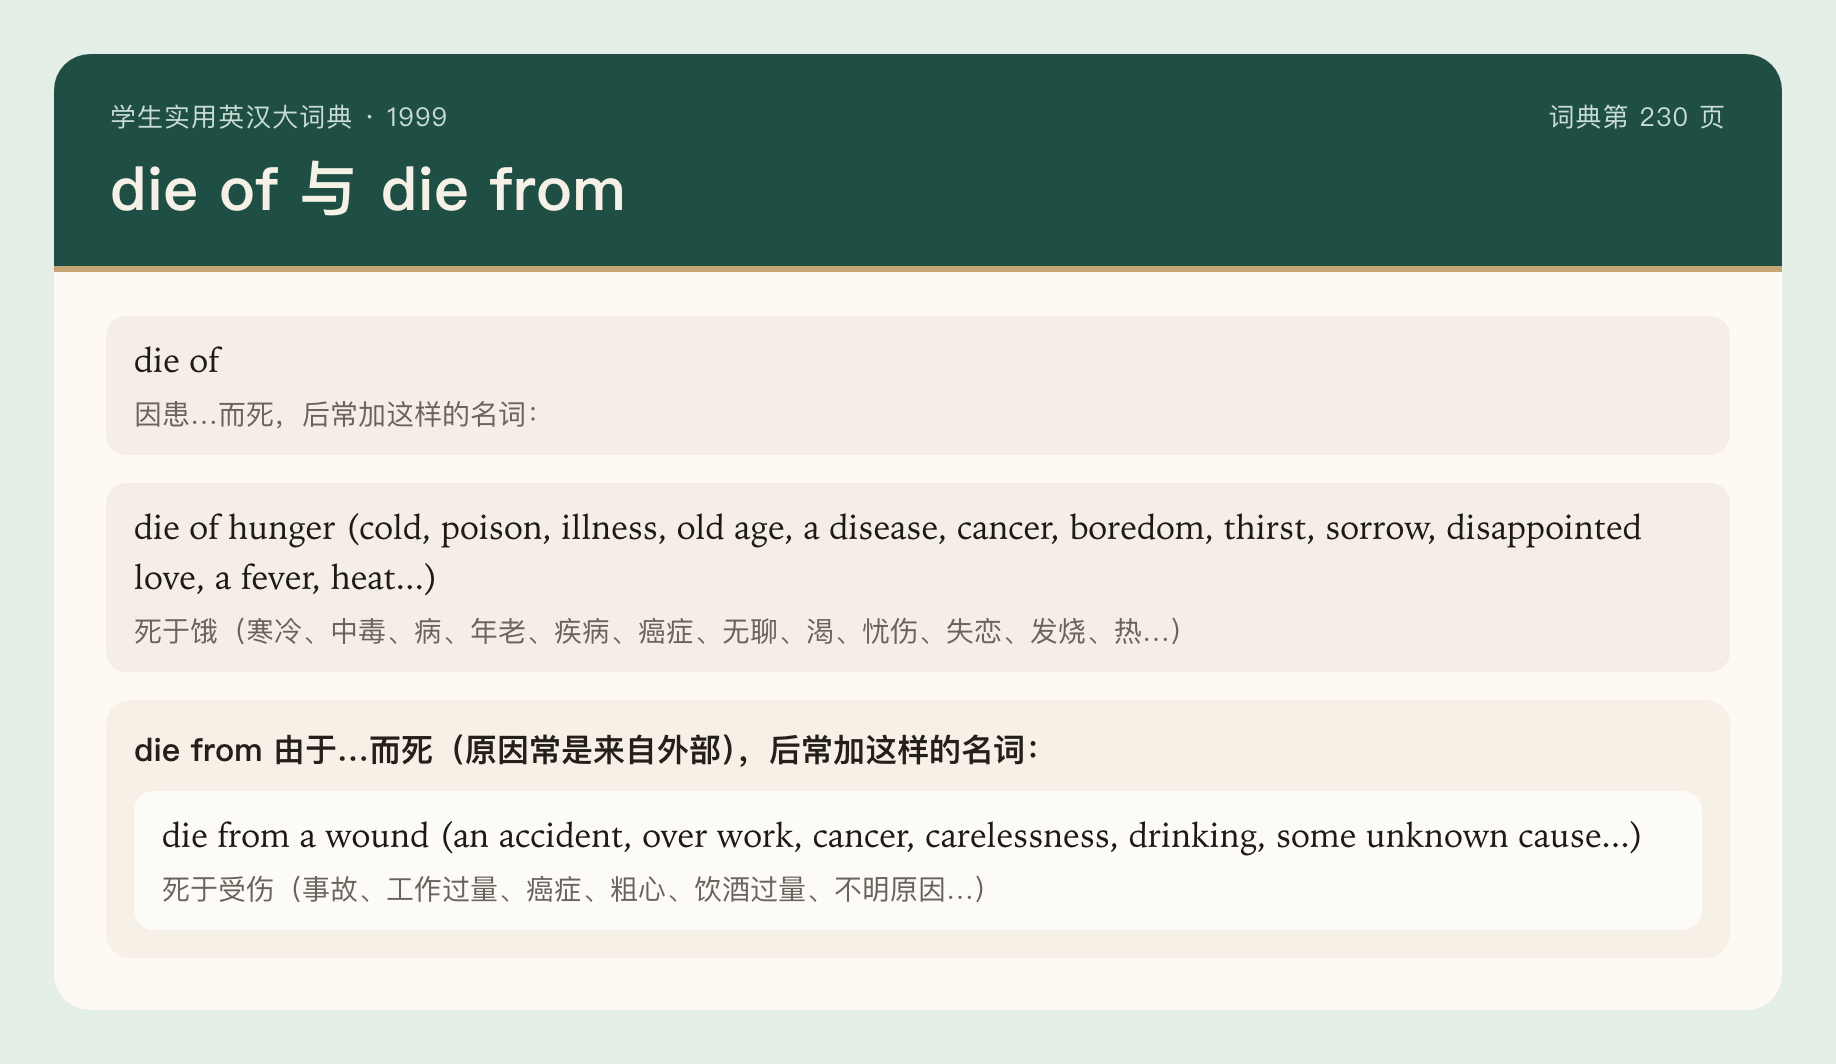 学生实用英汉大词典 · 1999
词典第 230 页
die of 与 die from
die of
因患…而死，后常加这样的名词：
die of hunger (cold, poison, illness, old age, a disease, cancer, boredom, thirst, sorrow, disappointed
love, a fever, heat…)
死于饿（寒冷、中毒、病、年老、疾病、癌症、无聊、渴、忧伤、失恋、发烧、热…）
die from 由于…而死（原因常是来自外部），后常加这样的名词：
die from a wound (an accident, over work, cancer, carelessness, drinking, some unknown cause…)
死于受伤（事故、工作过量、癌症、粗心、饮酒过量、不明原因…）